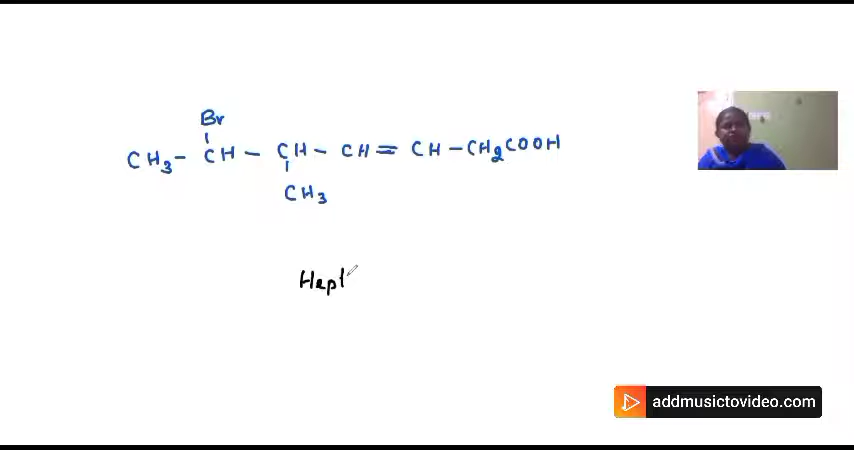 Br
CH3 - CH - CH - CH = CH - CH2COOH
CH3
Hept
addmusictovideo.com